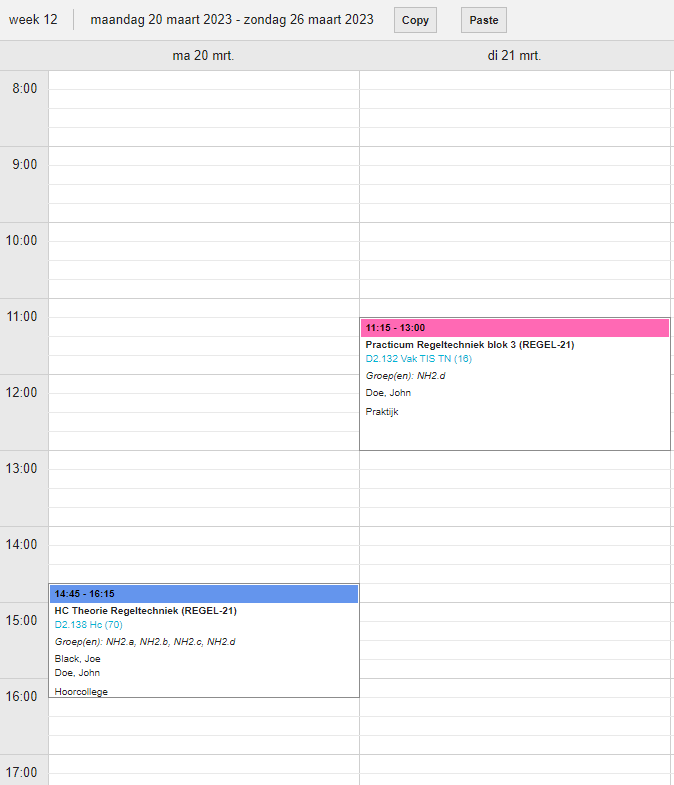 week 12 maandag 20 maart 2023 - zondag 26 maart 2023 Copy Paste
ma 20 mrt. di 21 mrt.
8:00
9:00
10:00
11:00
11:15 - 13:00
Practicum Regeltechniek blok 3 (REGEL-21)
D2.132 Vak TIS TN (16)
Groep(en): NH2.d
Doe, John
Praktijk
12:00
13:00
14:00
14:45 - 16:15
HC Theorie Regeltechniek (REGEL-21)
D2.138 Hc (70)
Groep(en): NH2.a, NH2.b, NH2.c, NH2.d
Black, Joe
Doe, John
Hoorcollege
15:00
16:00
17:00